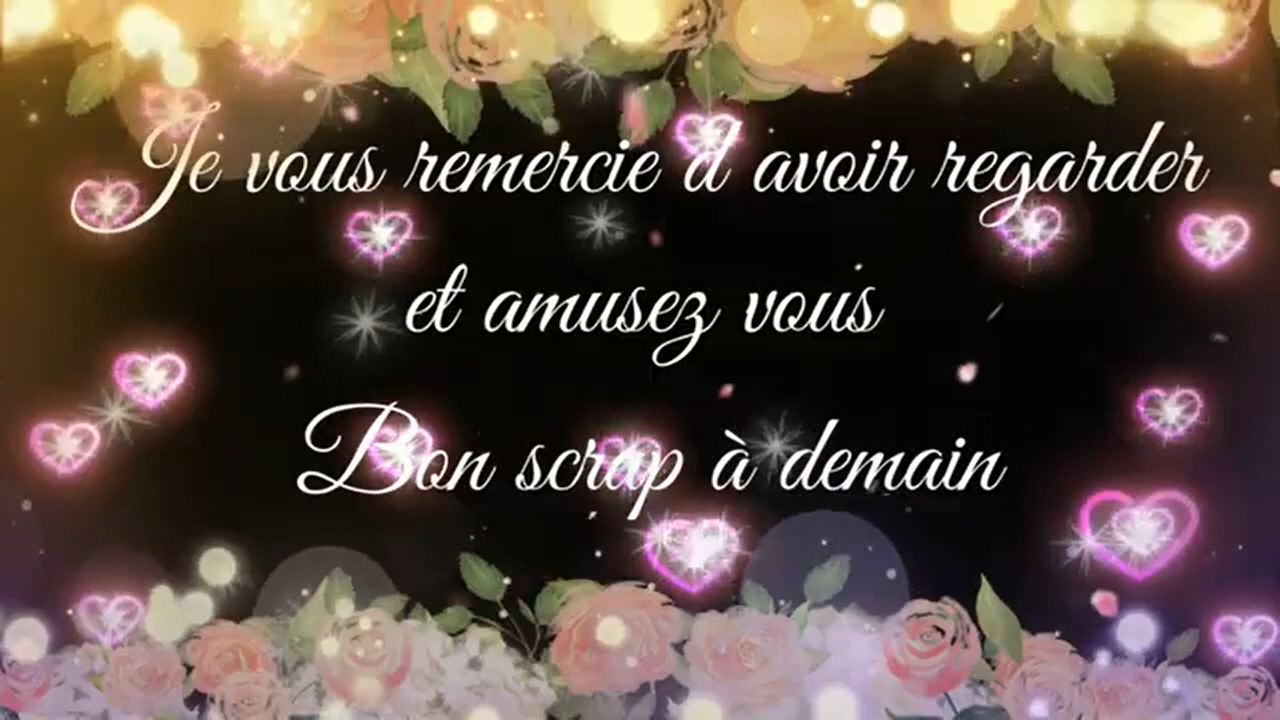 Je vous remercie d avoir regarder
et amusez vous
Bon scrap à demain